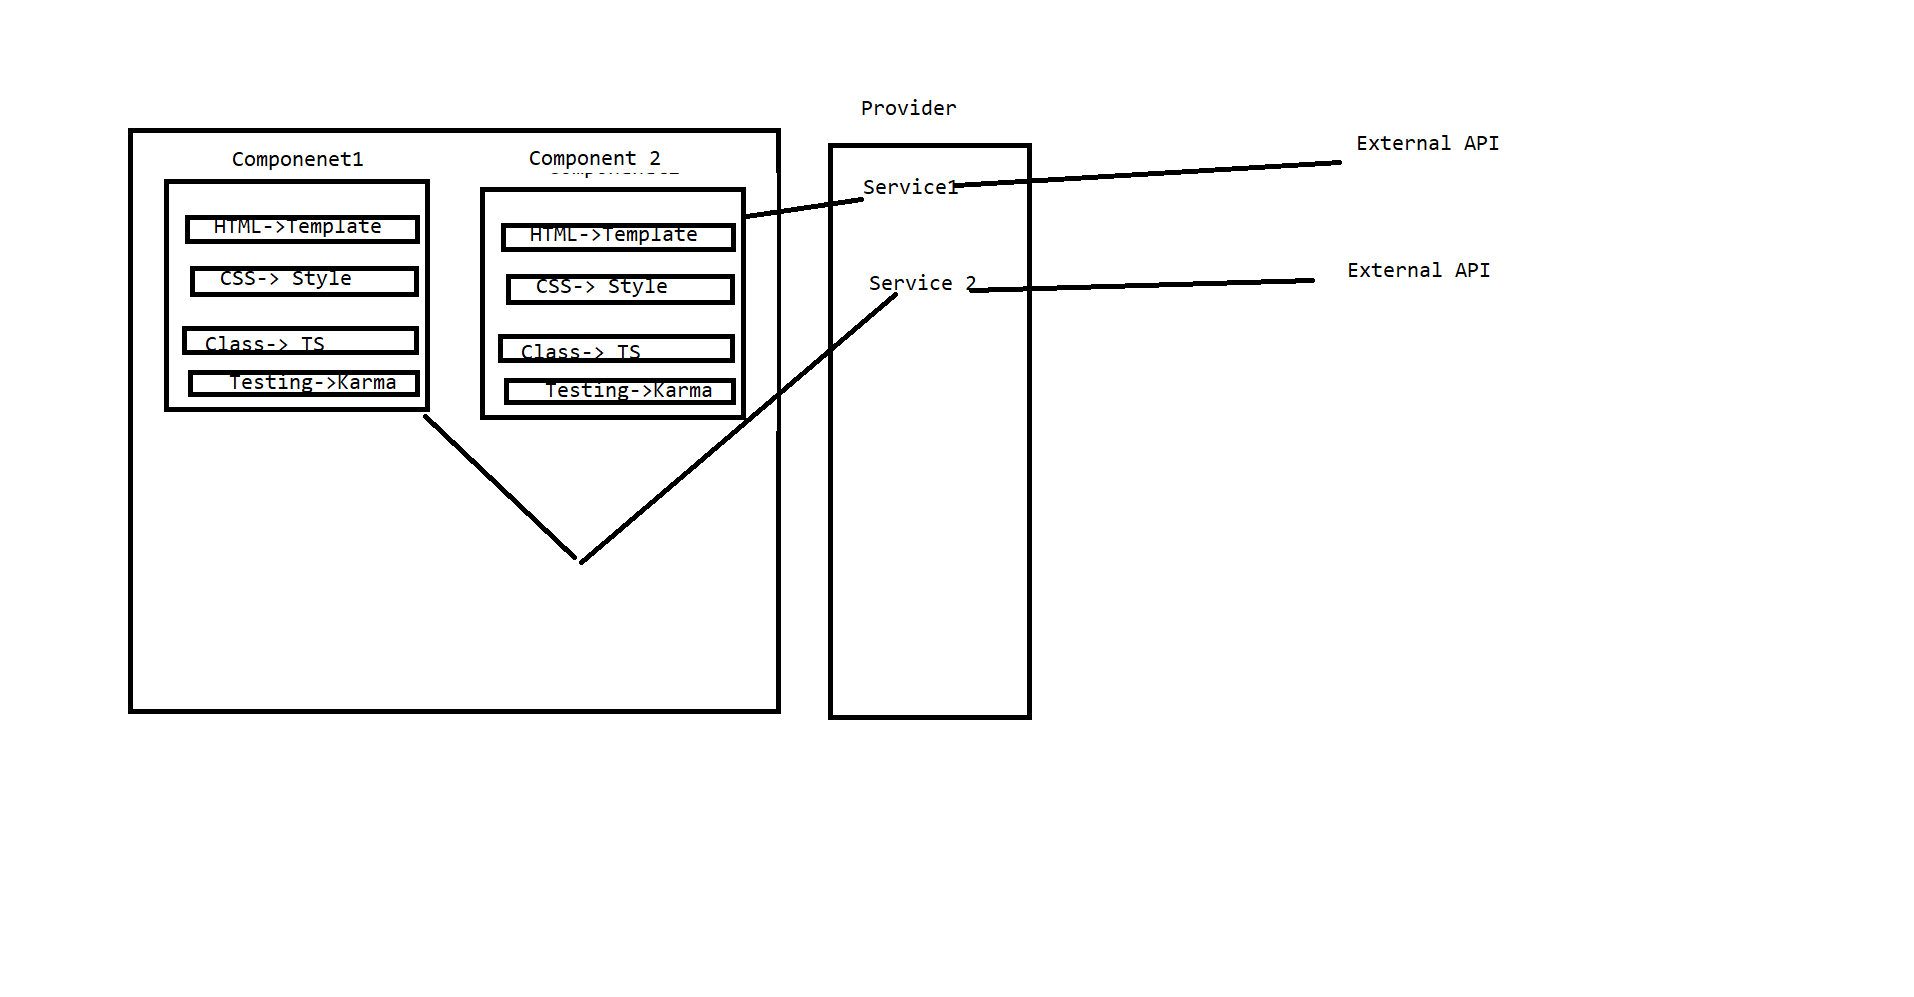 Provider
External API
Componenet1
Component 2
Service1
HTML->Template
HTML->Template
External API
CSS-> Style
CSS-> Style
Service 2
Class-> TS
Class-> TS
Testing->Karma
Testing->Karma